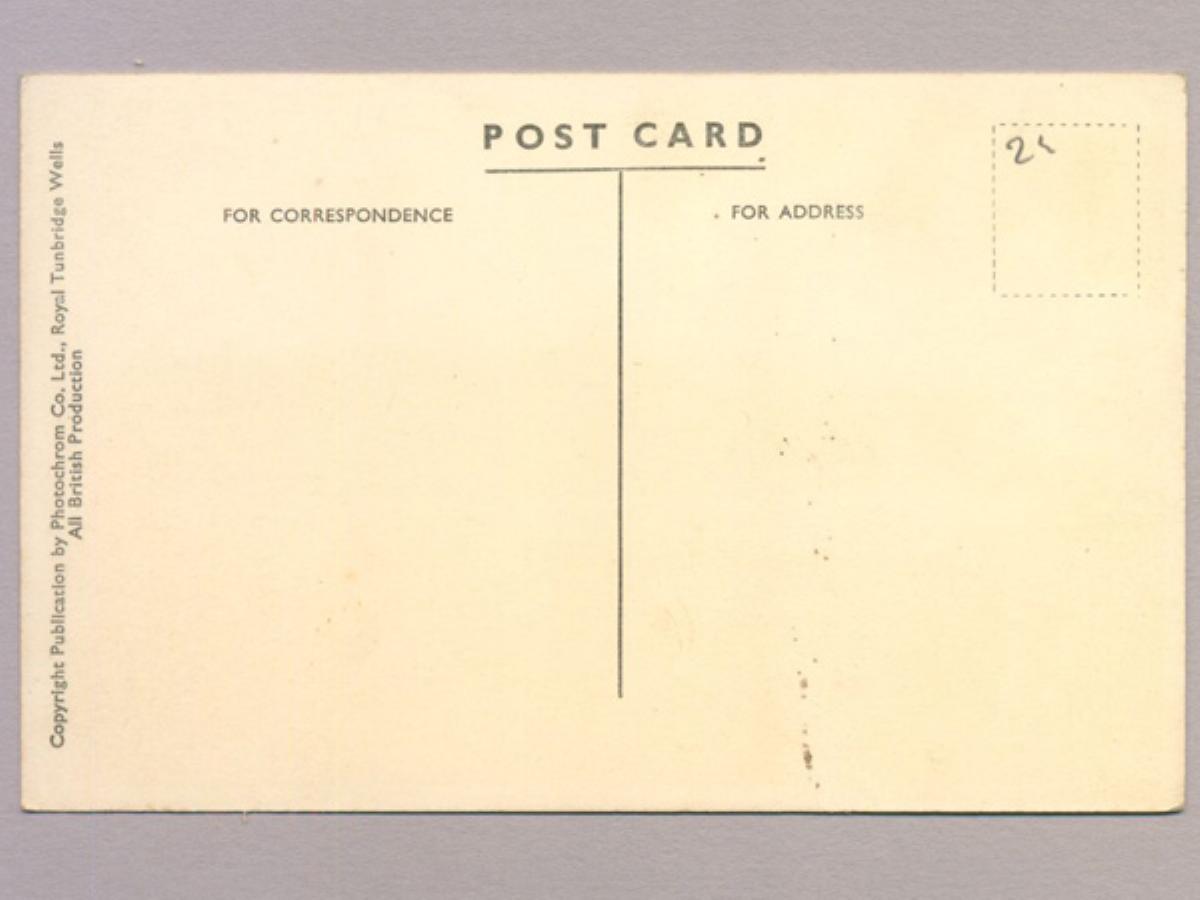 POST CARD
FOR CORRESPONDENCE
FOR ADDRESS
Copyright Publication by Photochrom Co. Ltd., Royal Tunbridge Wells
All British Production